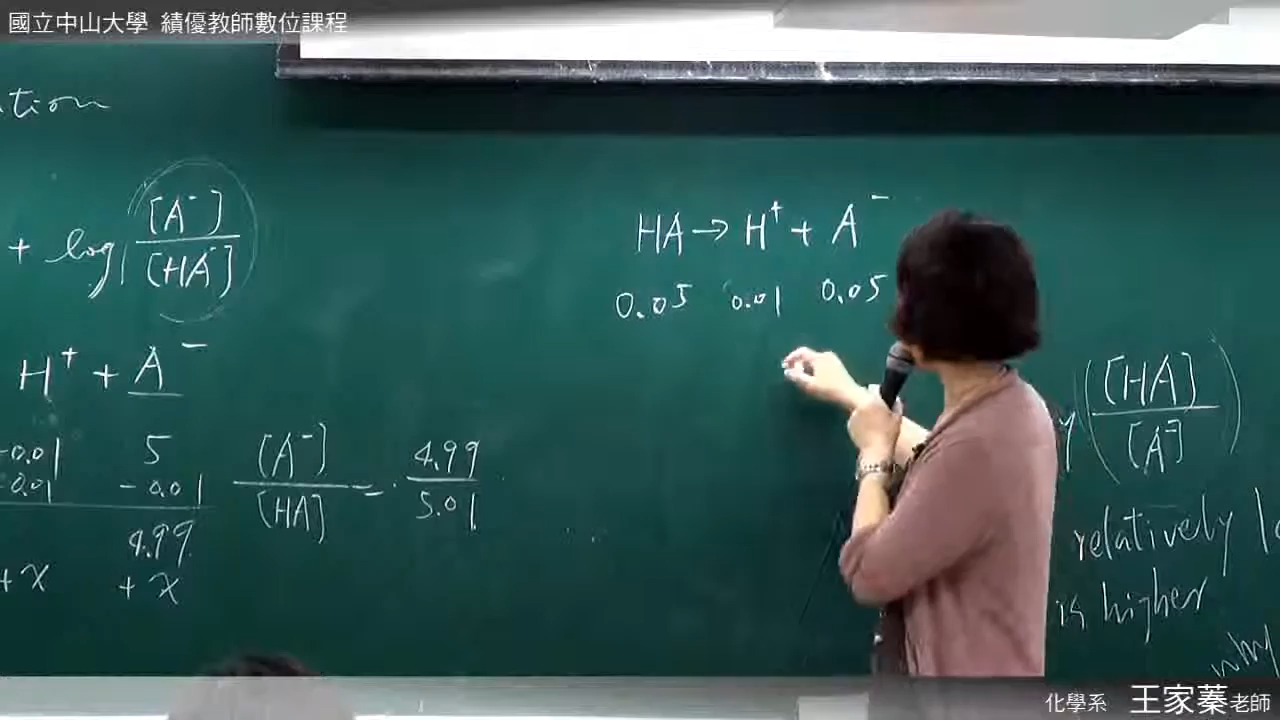 國立中山大學 績優教師數位課程
+ log [A⁻]/[HA]
H⁺ + A⁻
-0.01 5
-0.01 -0.01
4.99
+x +x
[A⁻]/[HA] = 4.99/5.01
HA → H⁺ + A⁻
0.05 0.01 0.05
([HA]/[A⁻])
relatively
is higher
why
化學系 王家蓁老師